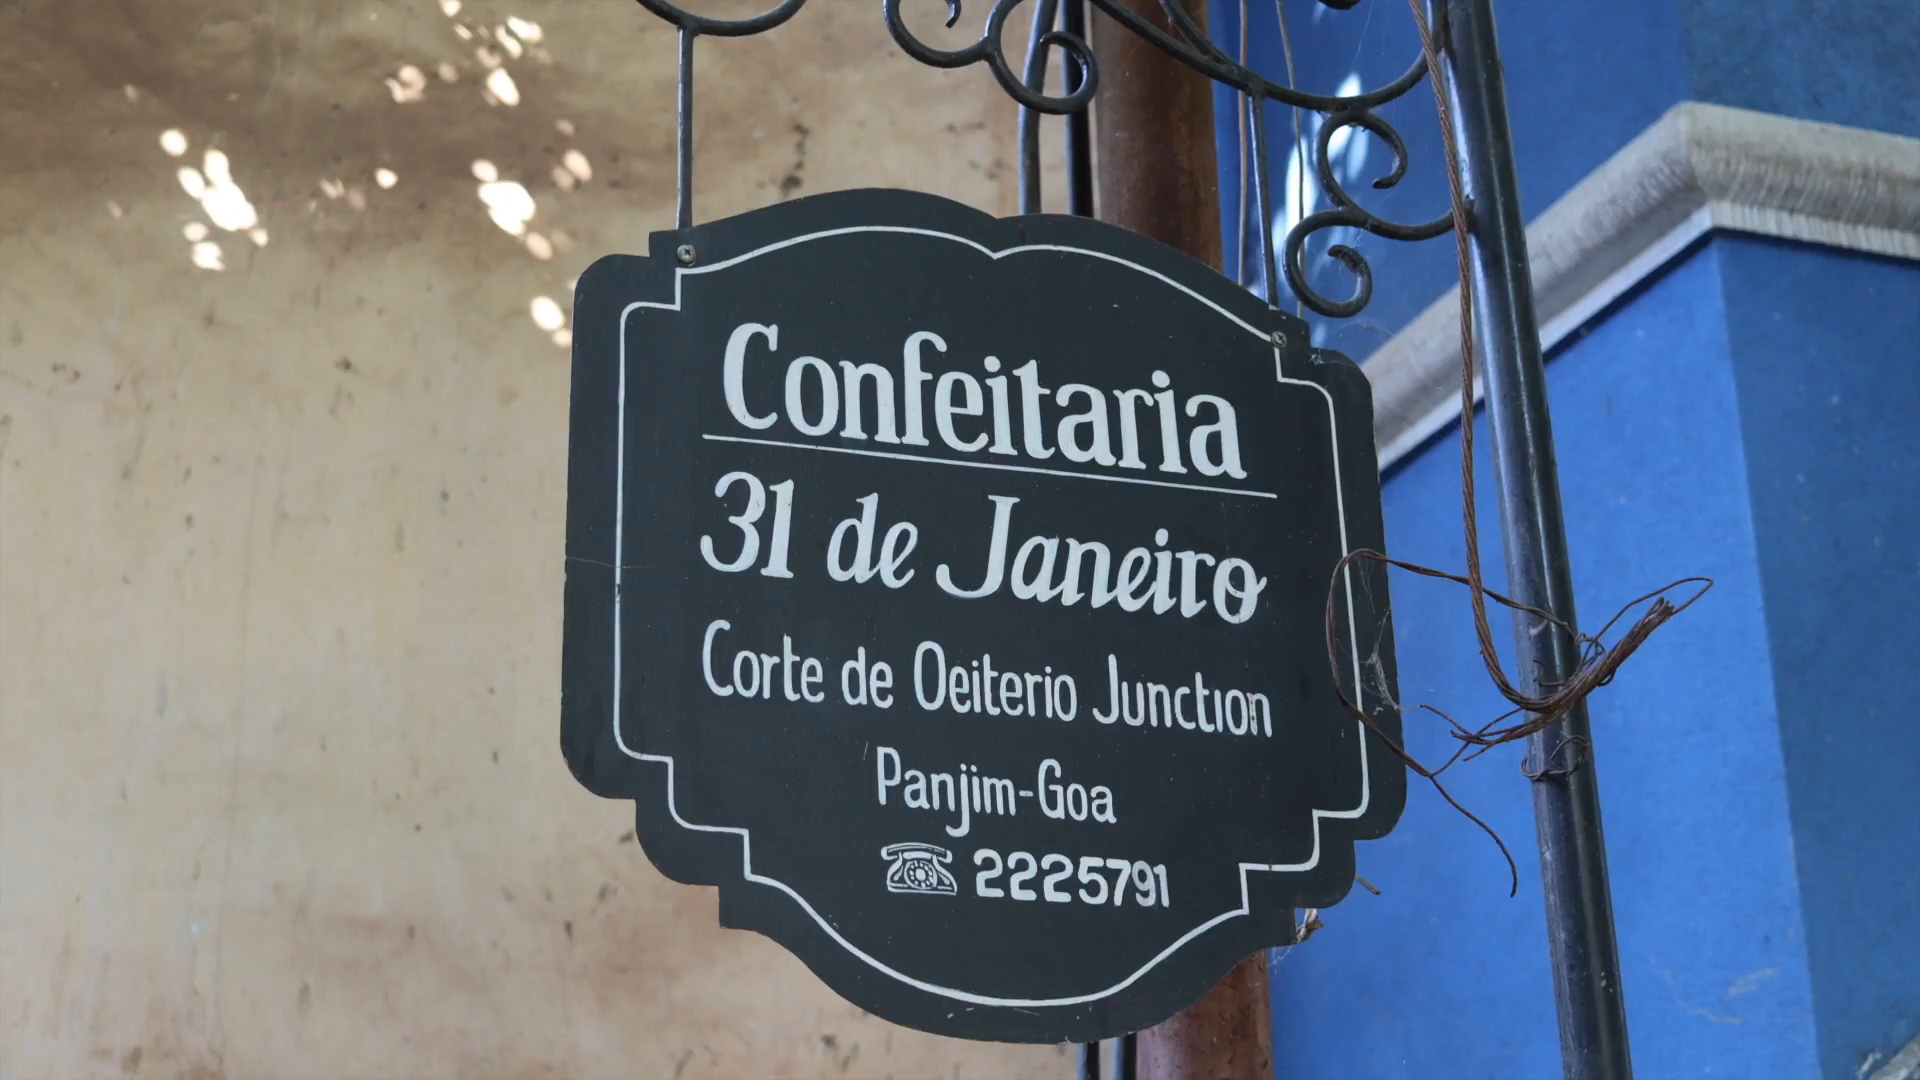 Confeitaria
31 de Janeiro
Corte de Oeiterio Junction
Panjim-Goa
2225791